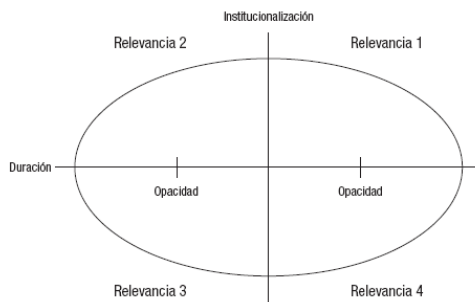 Institucionalización
Relevancia 2
Relevancia 1
Duración
Opacidad
Opacidad
Relevancia 3
Relevancia 4